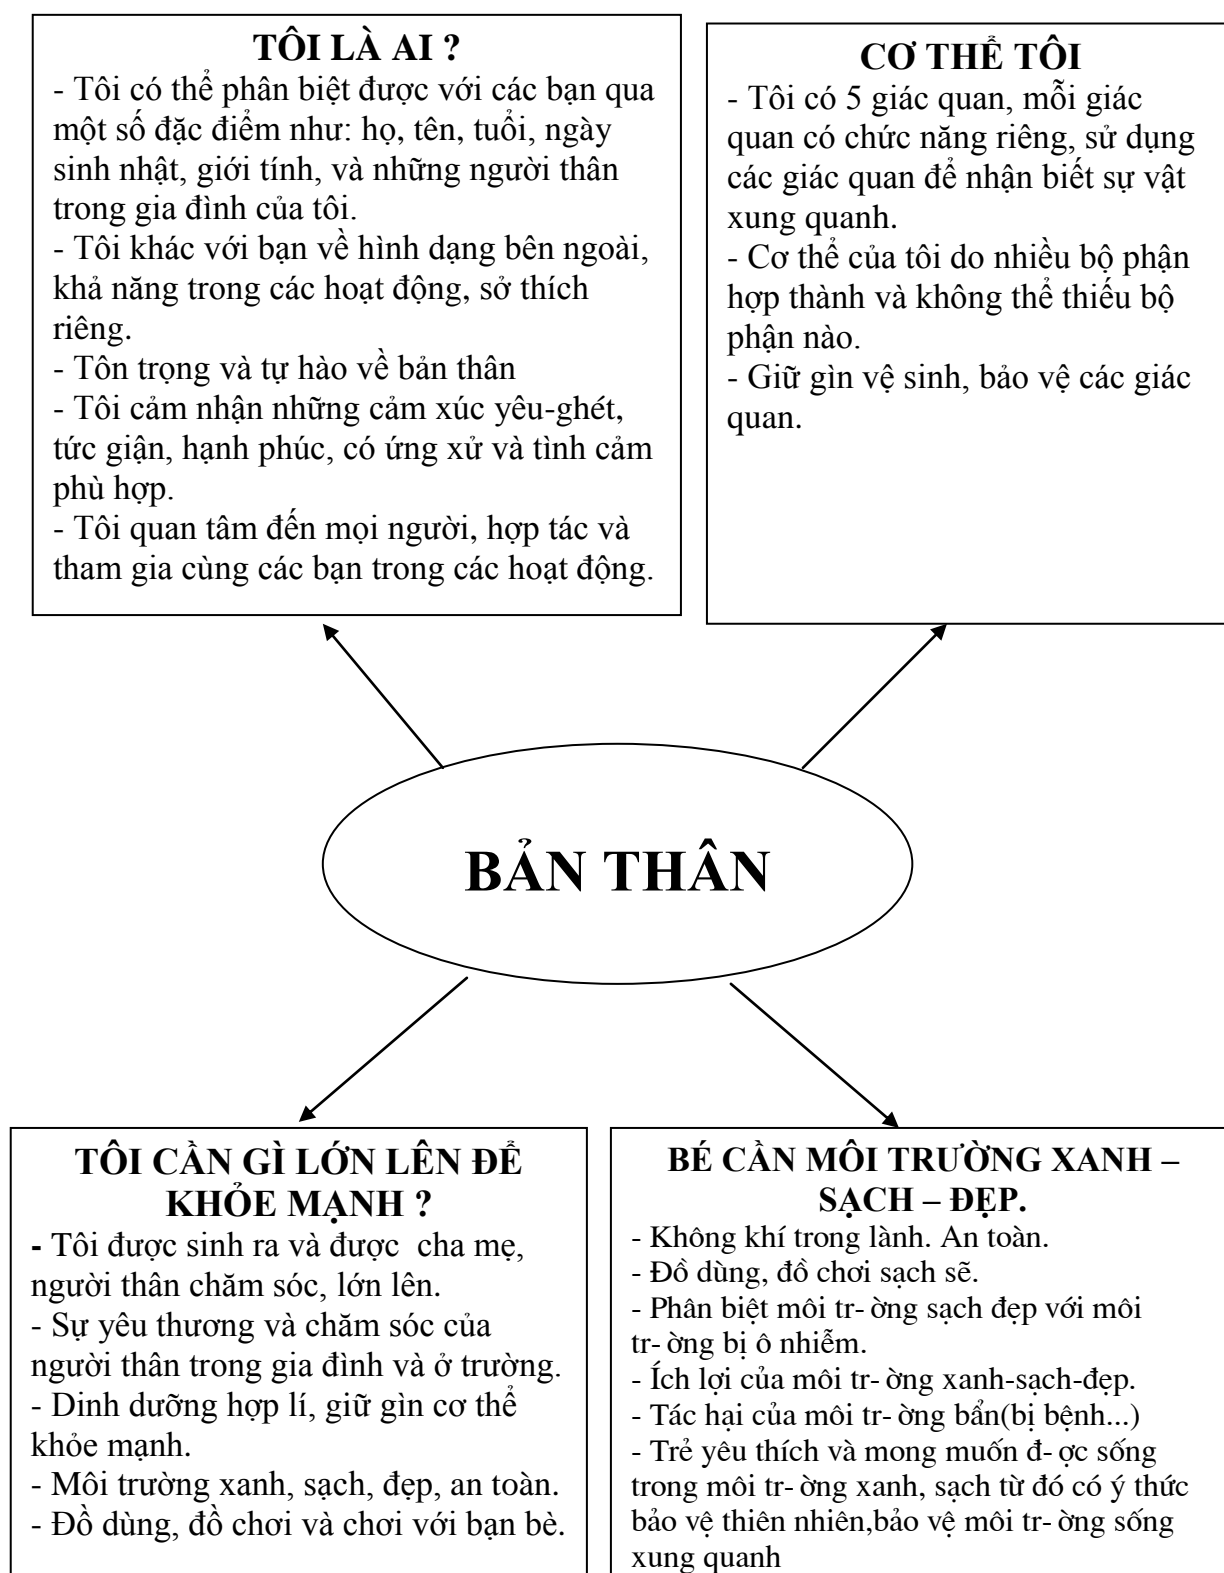 TÔI LÀ AI ?
- Tôi có thể phân biệt được với các bạn qua
một số đặc điểm như: họ, tên, tuổi, ngày
sinh nhật, giới tính, và những người thân
trong gia đình của tôi.
- Tôi khác với bạn về hình dạng bên ngoài,
khả năng trong các hoạt động, sở thích
riêng.
- Tôn trọng và tự hào về bản thân
- Tôi cảm nhận những cảm xúc yêu-ghét,
tức giận, hạnh phúc, có ứng xử và tình cảm
phù hợp.
- Tôi quan tâm đến mọi người, hợp tác và
tham gia cùng các bạn trong các hoạt động.
CƠ THỂ TÔI
- Tôi có 5 giác quan, mỗi giác
quan có chức năng riêng, sử dụng
các giác quan để nhận biết sự vật
xung quanh.
- Cơ thể của tôi do nhiều bộ phận
hợp thành và không thể thiếu bộ
phận nào.
- Giữ gìn vệ sinh, bảo vệ các giác
quan.
BẢN THÂN
TÔI CẦN GÌ LỚN LÊN ĐỂ
KHỎE MẠNH ?
- Tôi được sinh ra và được cha mẹ,
người thân chăm sóc, lớn lên.
- Sự yêu thương và chăm sóc của
người thân trong gia đình và ở trường.
- Dinh dưỡng hợp lí, giữ gìn cơ thể
khỏe mạnh.
- Môi trường xanh, sạch, đẹp, an toàn.
- Đồ dùng, đồ chơi và chơi với bạn bè.
BÉ CẦN MÔI TRƯỜNG XANH –
SẠCH – ĐẸP.
- Không khí trong lành. An toàn.
- Đồ dùng, đồ chơi sạch sẽ.
- Phân biệt môi tr- ờng sạch đẹp với môi
tr- ờng bị ô nhiễm.
- Ích lợi của môi tr- ờng xanh-sạch-đẹp.
- Tác hại của môi tr- ờng bẩn(bị bệnh...)
- Trẻ yêu thích và mong muốn đ- ợc sống
trong môi tr- ờng xanh, sạch từ đó có ý thức
bảo vệ thiên nhiên,bảo vệ môi tr- ờng sống
xung quanh